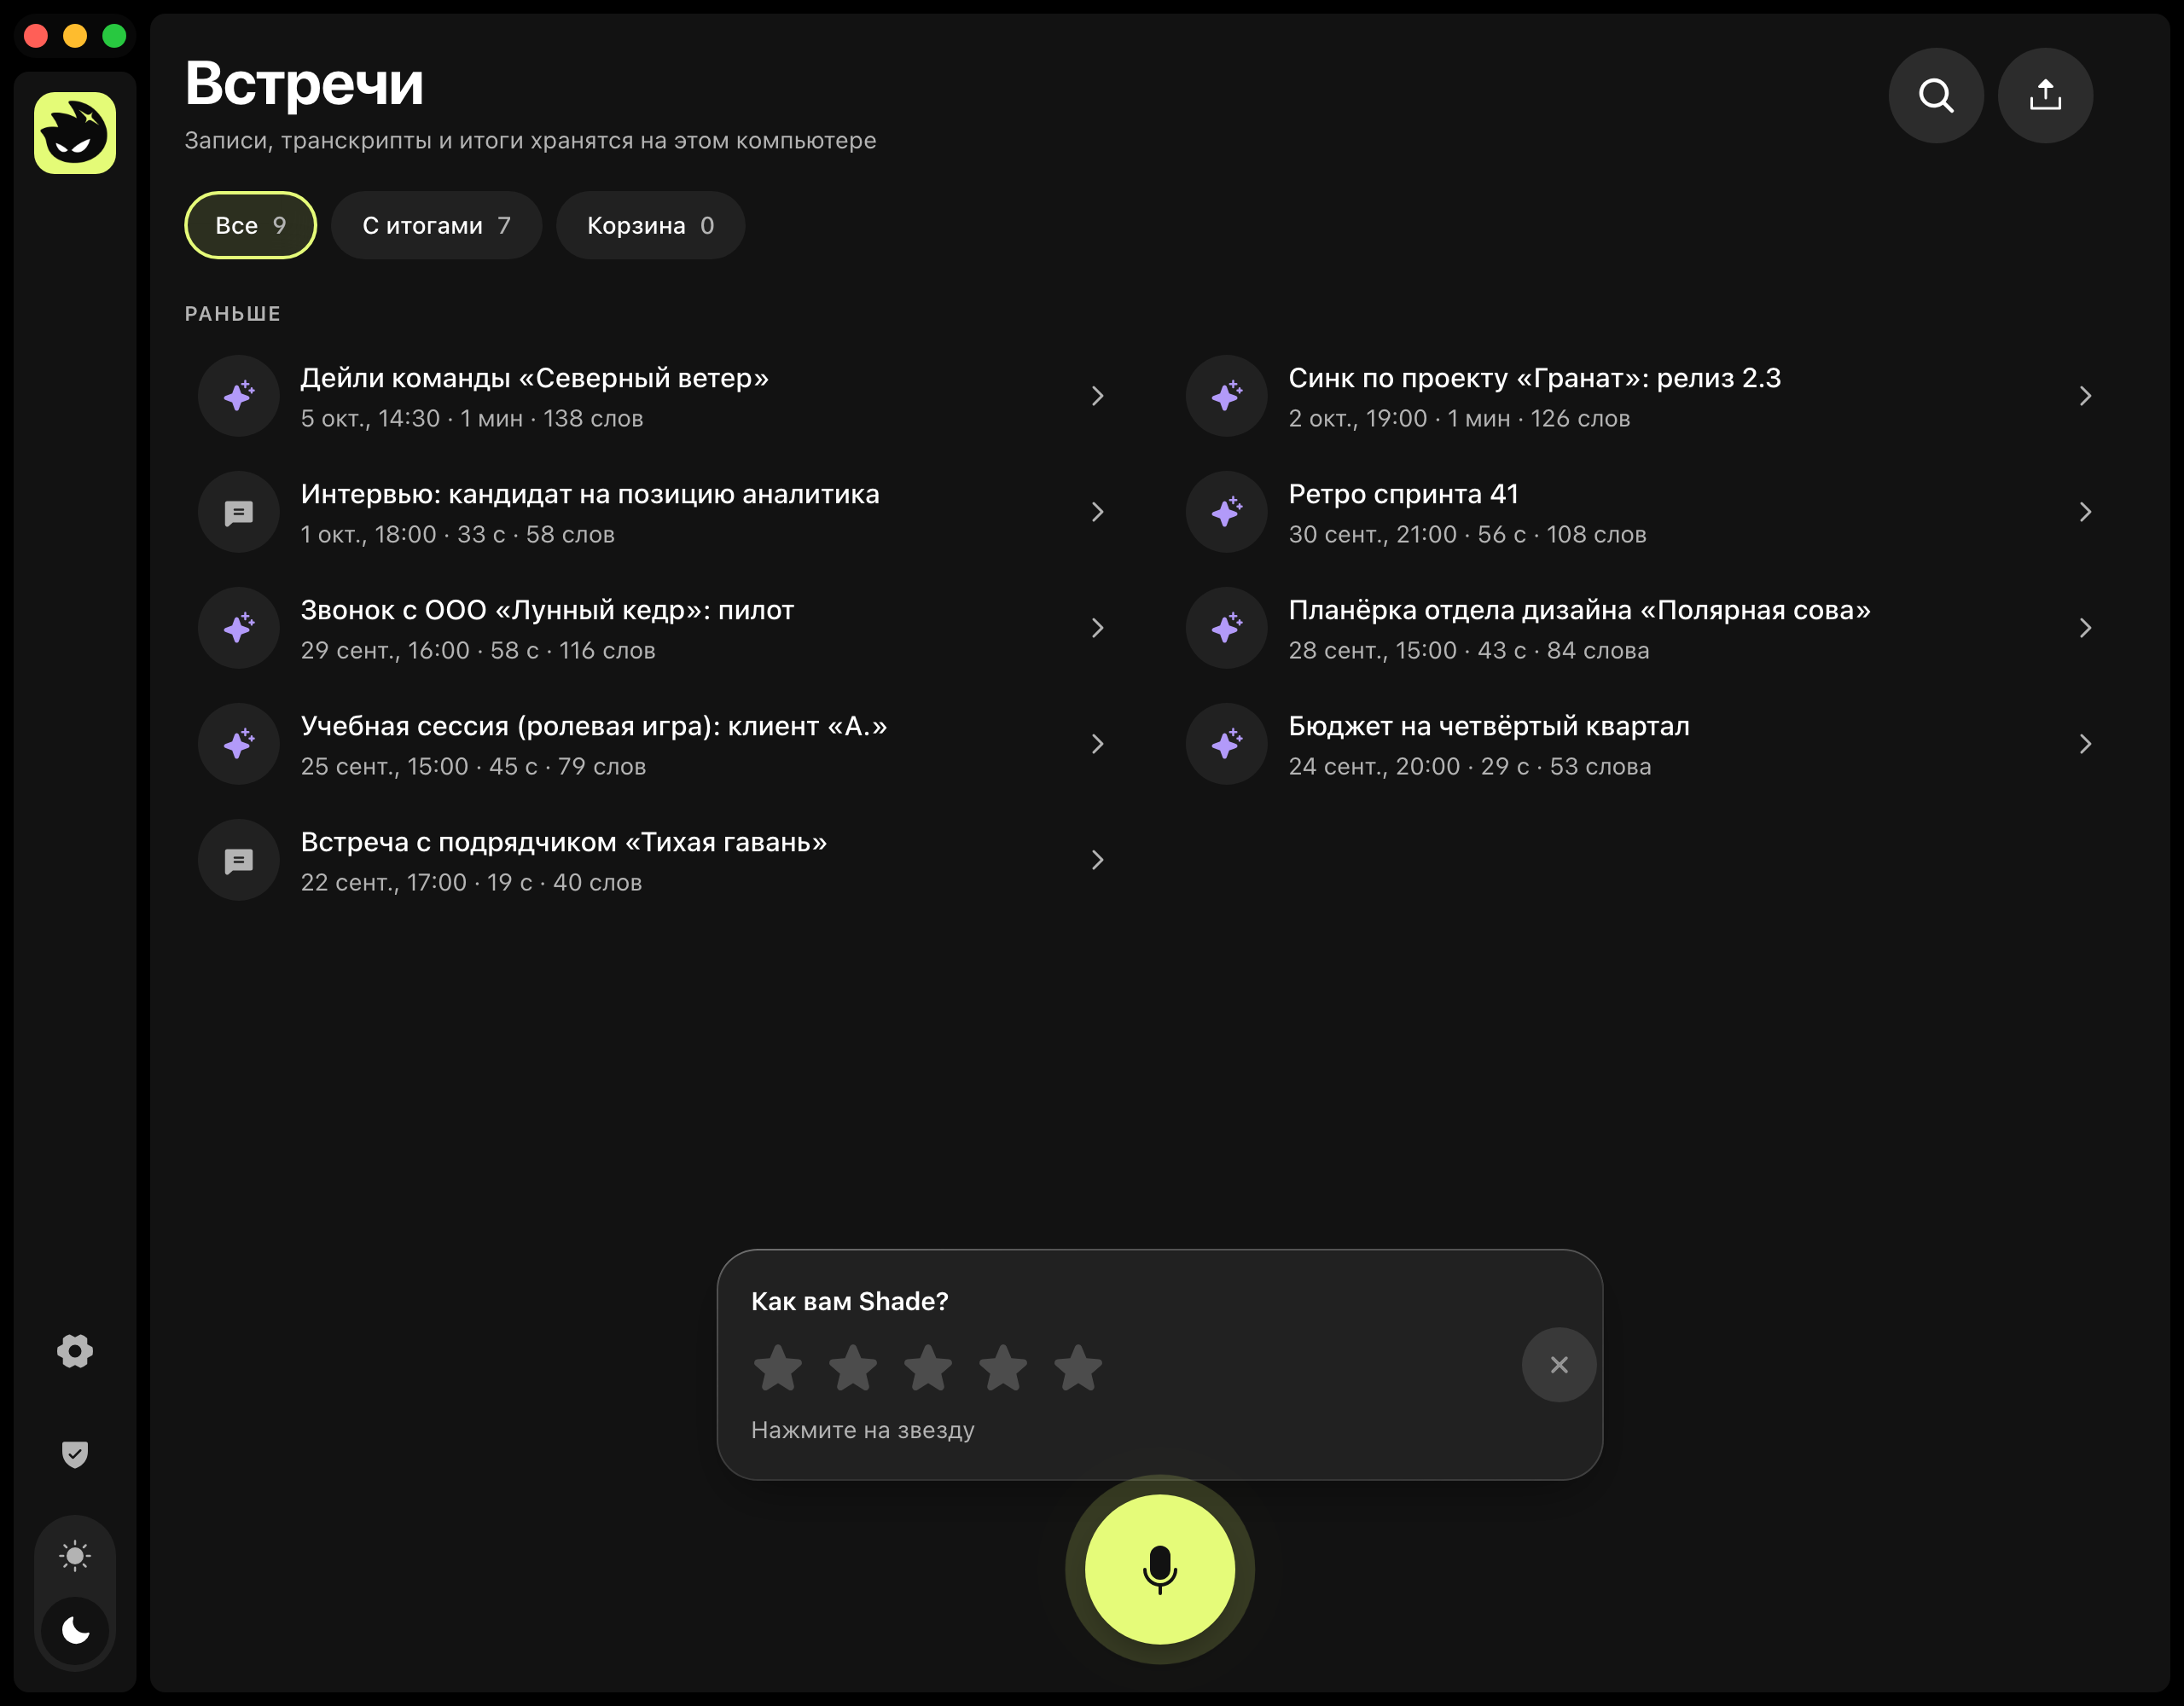 Встречи
Записи, транскрипты и итоги хранятся на этом компьютере
Все 9
С итогами 7
Корзина 0
РАНЬШЕ
Дейли команды «Северный ветер»
5 окт., 14:30 · 1 мин · 138 слов
Синк по проекту «Гранат»: релиз 2.3
2 окт., 19:00 · 1 мин · 126 слов
Интервью: кандидат на позицию аналитика
1 окт., 18:00 · 33 с · 58 слов
Ретро спринта 41
30 сент., 21:00 · 56 с · 108 слов
Звонок с ООО «Лунный кедр»: пилот
29 сент., 16:00 · 58 с · 116 слов
Планёрка отдела дизайна «Полярная сова»
28 сент., 15:00 · 43 с · 84 слова
Учебная сессия (ролевая игра): клиент «А.»
25 сент., 15:00 · 45 с · 79 слов
Бюджет на четвёртый квартал
24 сент., 20:00 · 29 с · 53 слова
Встреча с подрядчиком «Тихая гавань»
22 сент., 17:00 · 19 с · 40 слов
Как вам Shade?
Нажмите на звезду